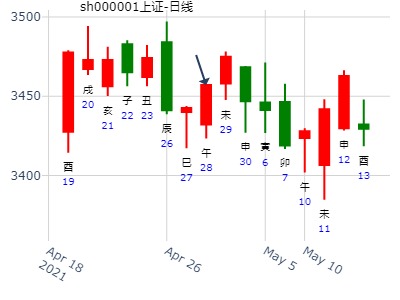 sh000001上证-日线
3500
3450
3400
酉
19
戌
20
亥
21
子
22
丑
23
辰
26
巳
27
午
28
未
29
申
30
寅
6
卯
7
午
10
未
11
申
12
酉
13
Apr 18
2021
Apr 26
May 5
May 10